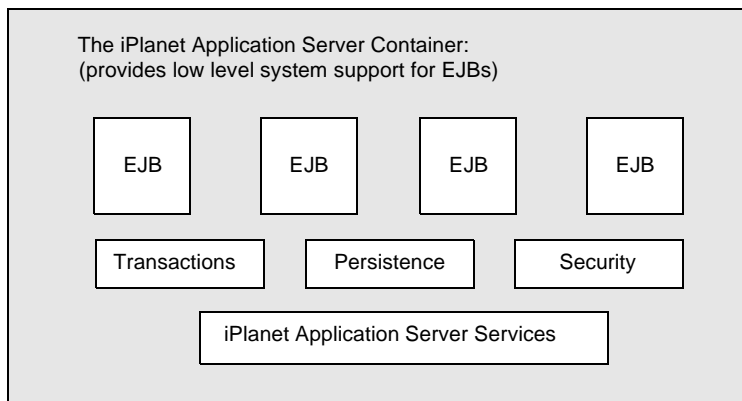 The iPlanet Application Server Container:
(provides low level system support for EJBs)
EJB EJB EJB EJB
Transactions Persistence Security
iPlanet Application Server Services